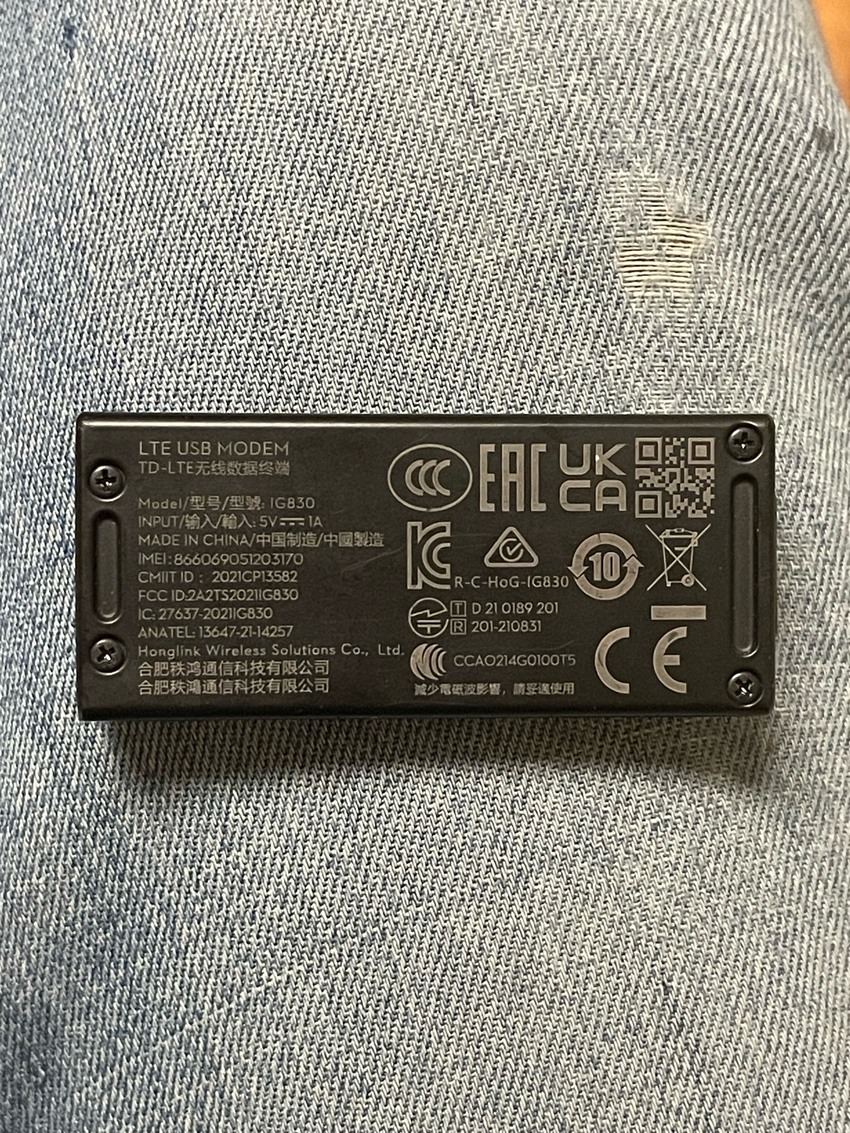 LTE USB MODEM
TD-LTE无线数据终端
Model/型号/型號: IG830
INPUT/输入/輸入: 5V⎓1A
MADE IN CHINA/中国制造/中國製造
IMEI: 866069051203170
CMIIT ID： 2021CP13582
FCC ID:2A2TS2021IG830
IC: 27637-2021IG830
ANATEL: 13647-21-14257
Honglink Wireless Solutions Co., Ltd.
合肥秩鸿通信科技有限公司
合肥秩鴻通信科技有限公司
CCC
EAC
UK
CA
KC
R-C-HoG-IG830
10
T D 21 0189 201
R 201-210831
CCAO214G0100T5
減少電磁波影響，請妥適使用
CE